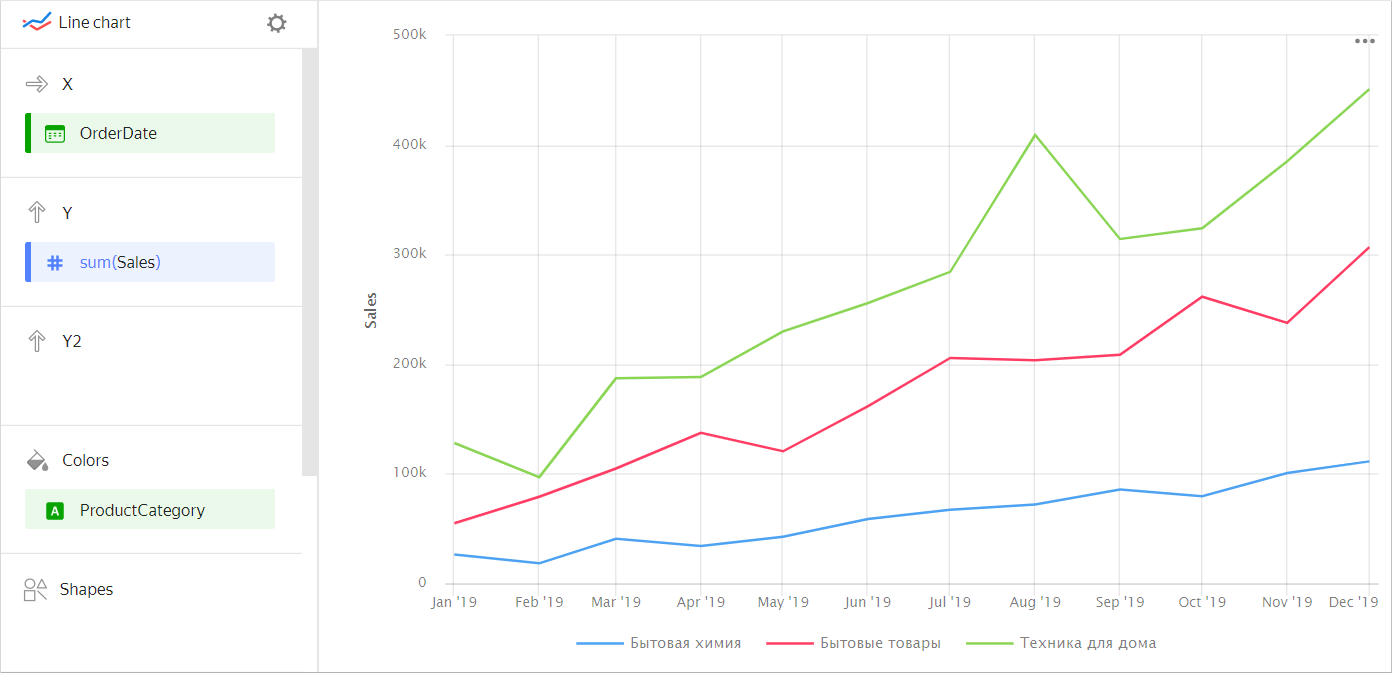 Line chart
X
OrderDate
Y
sum(Sales)
Y2
Colors
A ProductCategory
Shapes
500k
400k
300k
200k
100k
0
Sales
Jan '19 Feb '19 Mar '19 Apr '19 May '19 Jun '19 Jul '19 Aug '19 Sep '19 Oct '19 Nov '19 Dec '19
Бытовая химия Бытовые товары Техника для дома